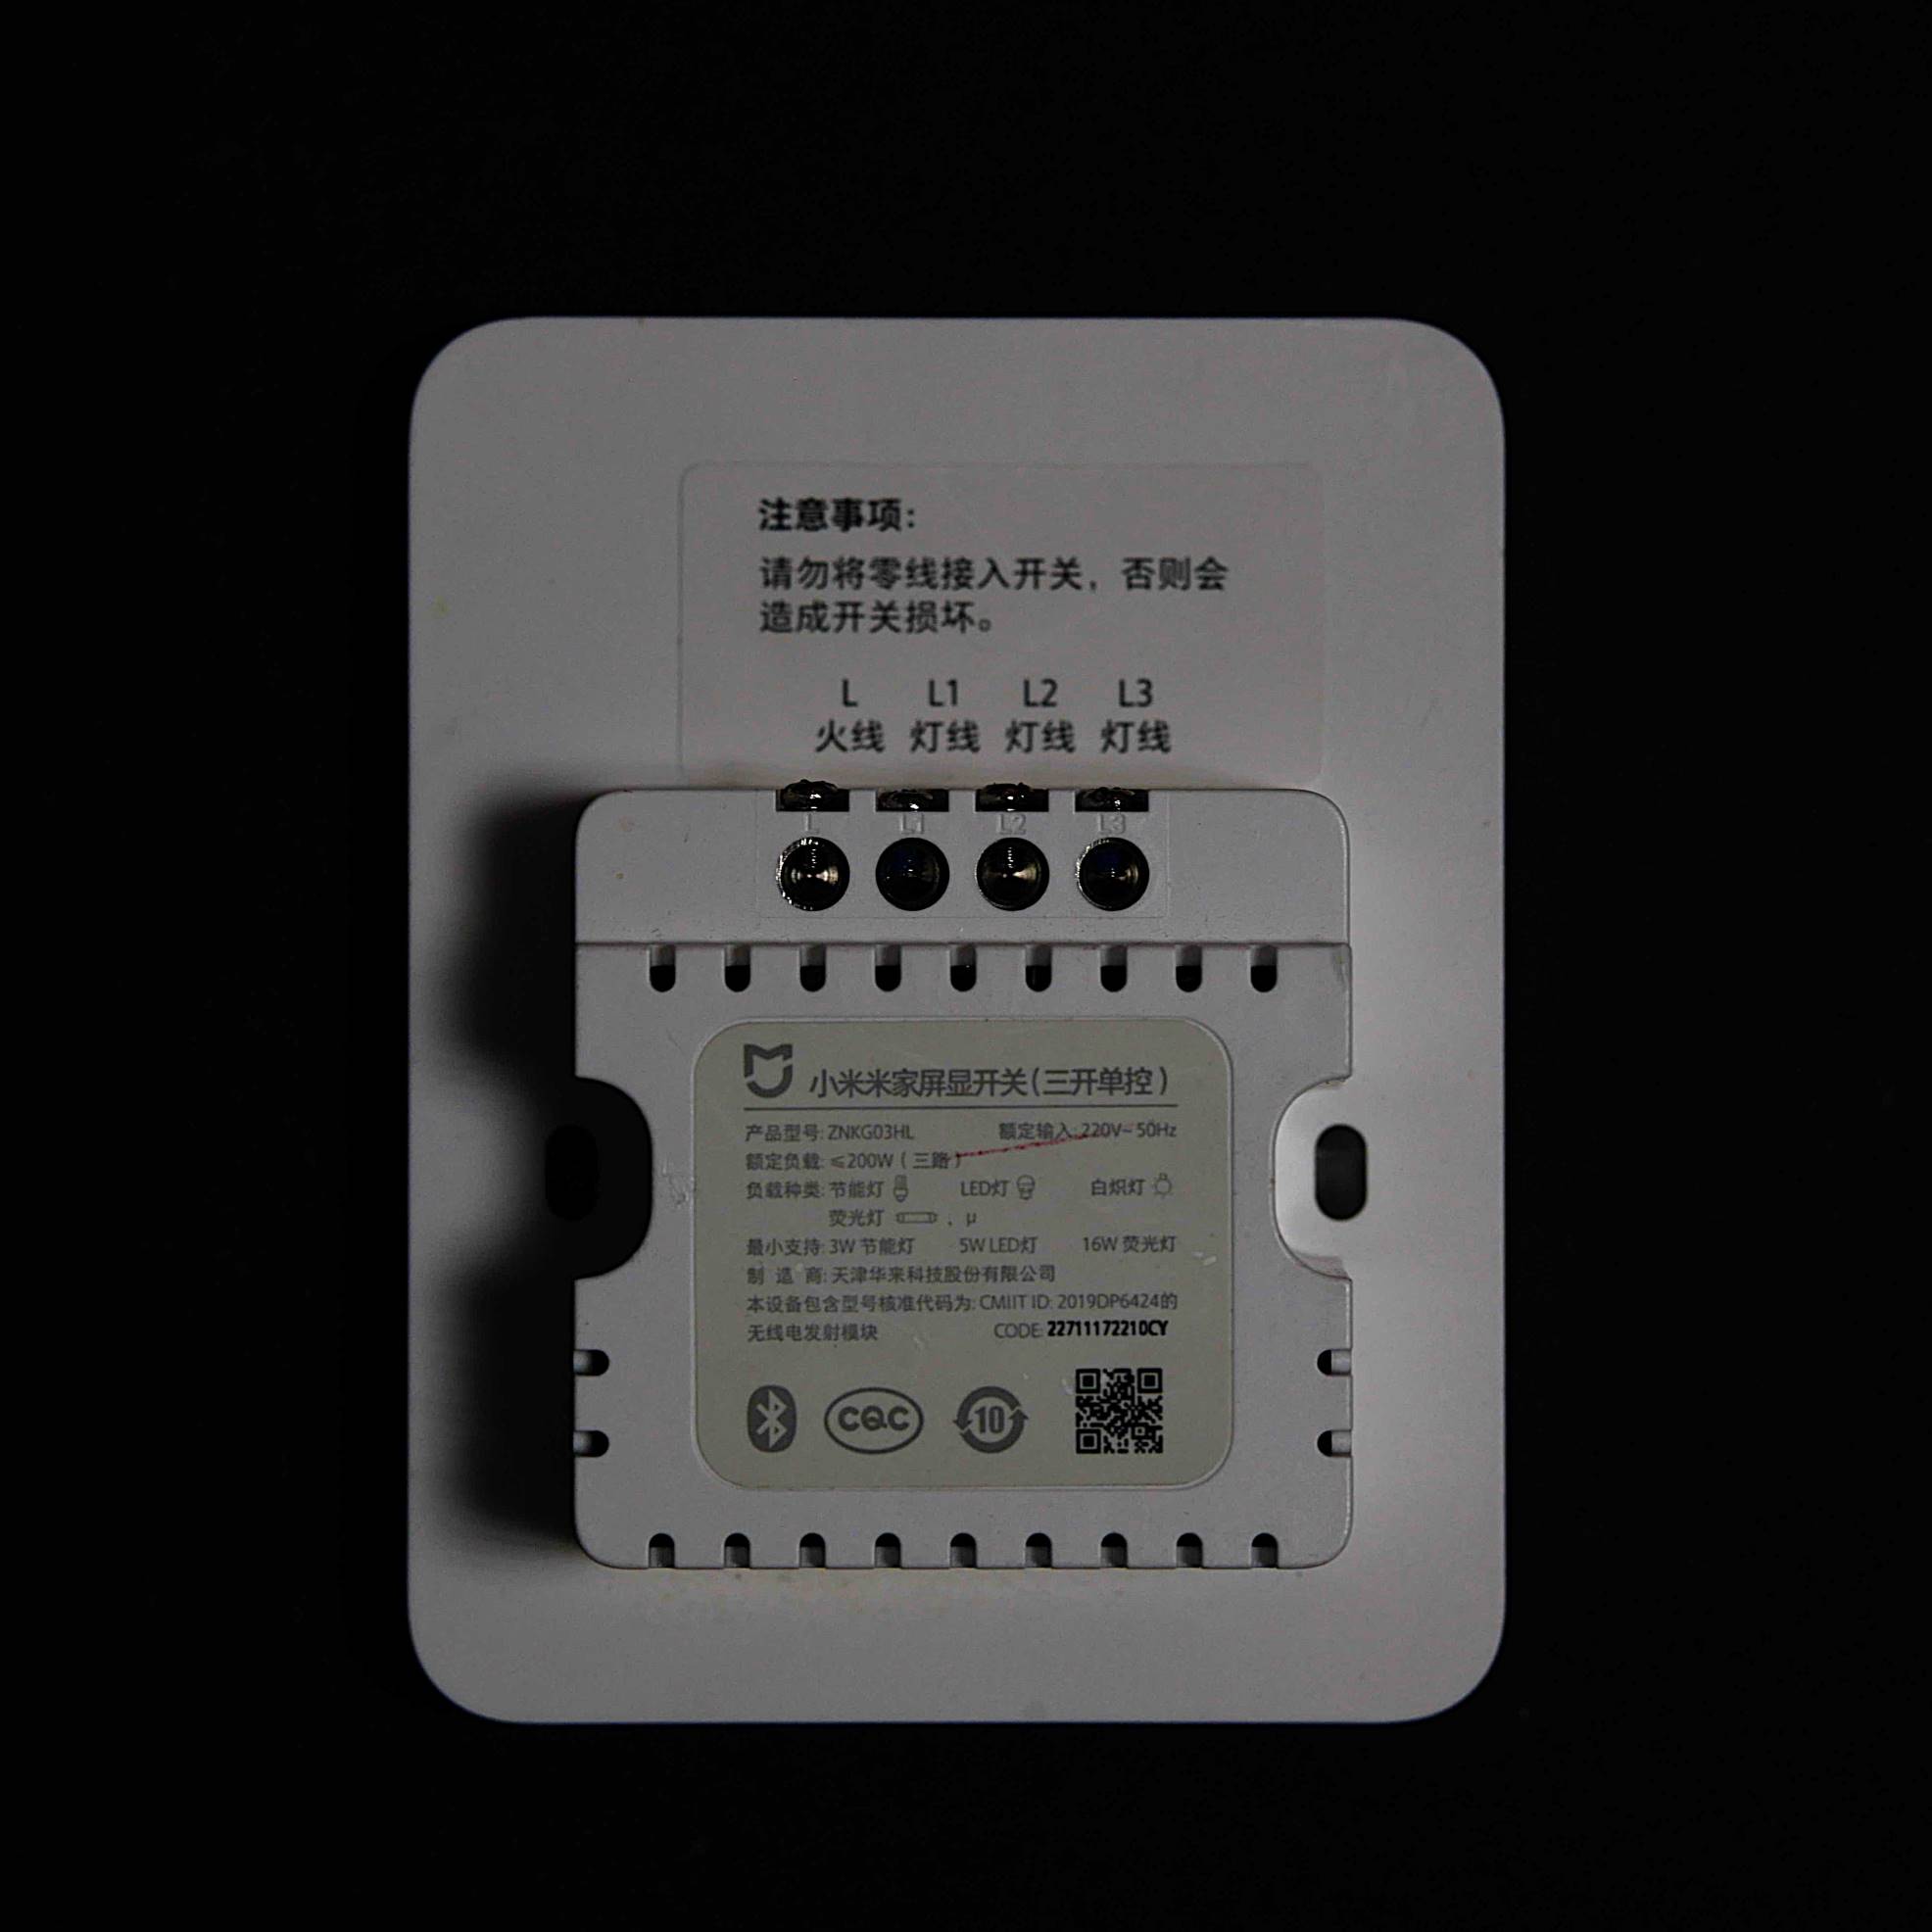 注意事项：
请勿将零线接入开关，否则会
造成开关损坏。
L L1 L2 L3
火线 灯线 灯线 灯线
L L1 L2 L3
小米米家屏显开关（三开单控）
产品型号: ZNKG03HL 额定输入: 220V~ 50Hz
额定负载: ≤200W（三路）
负载种类: 节能灯 LED灯 白炽灯
荧光灯 、μ
最小支持: 3W 节能灯 5W LED灯 16W 荧光灯
制 造 商: 天津华来科技股份有限公司
本设备包含型号核准代码为: CMIIT ID: 2019DP6424的
无线电发射模块 CODE: 22711172210CY
CQC 10